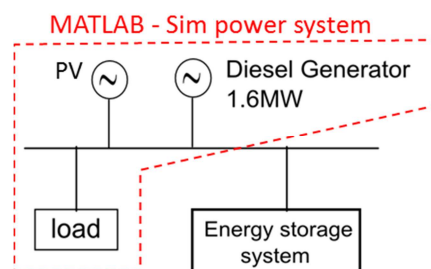 MATLAB - Sim power system
PV
Diesel Generator
1.6MW
load
Energy storage
system